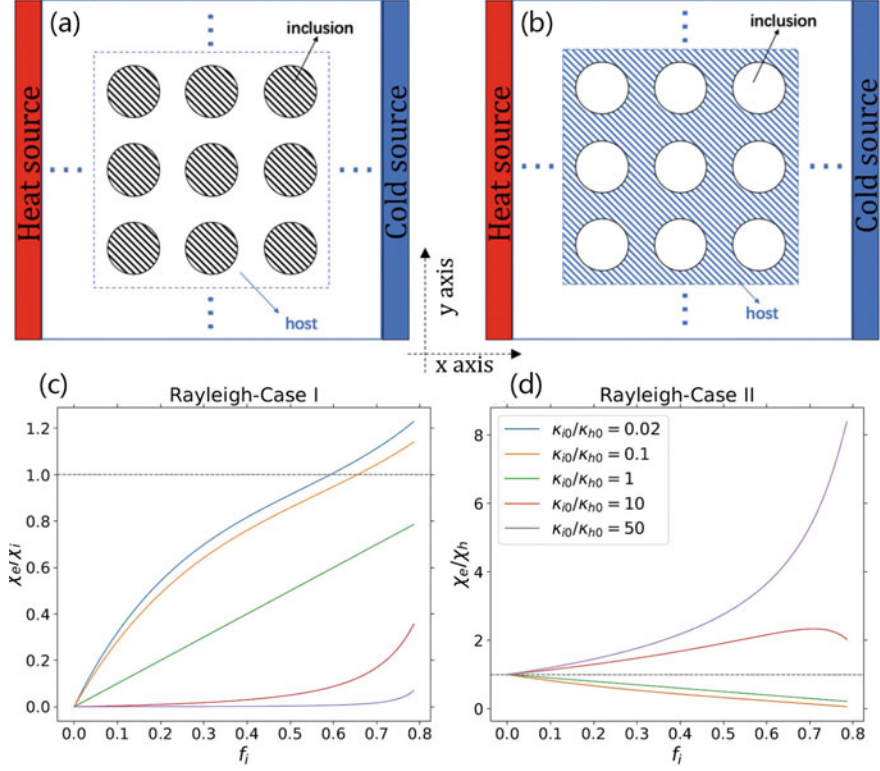 (a)
inclusion
Heat source
Cold source
host
(b)
inclusion
Heat source
Cold source
host
y axis
x axis
(c)
Rayleigh-Case I
χe/χi
1.2
1.0
0.8
0.6
0.4
0.2
0.0
0.0 0.1 0.2 0.3 0.4 0.5 0.6 0.7 0.8
fi
(d)
Rayleigh-Case II
κi0/κh0 = 0.02
κi0/κh0 = 0.1
κi0/κh0 = 1
κi0/κh0 = 10
κi0/κh0 = 50
χe/χh
8
6
4
2
0
0.0 0.1 0.2 0.3 0.4 0.5 0.6 0.7 0.8
fi